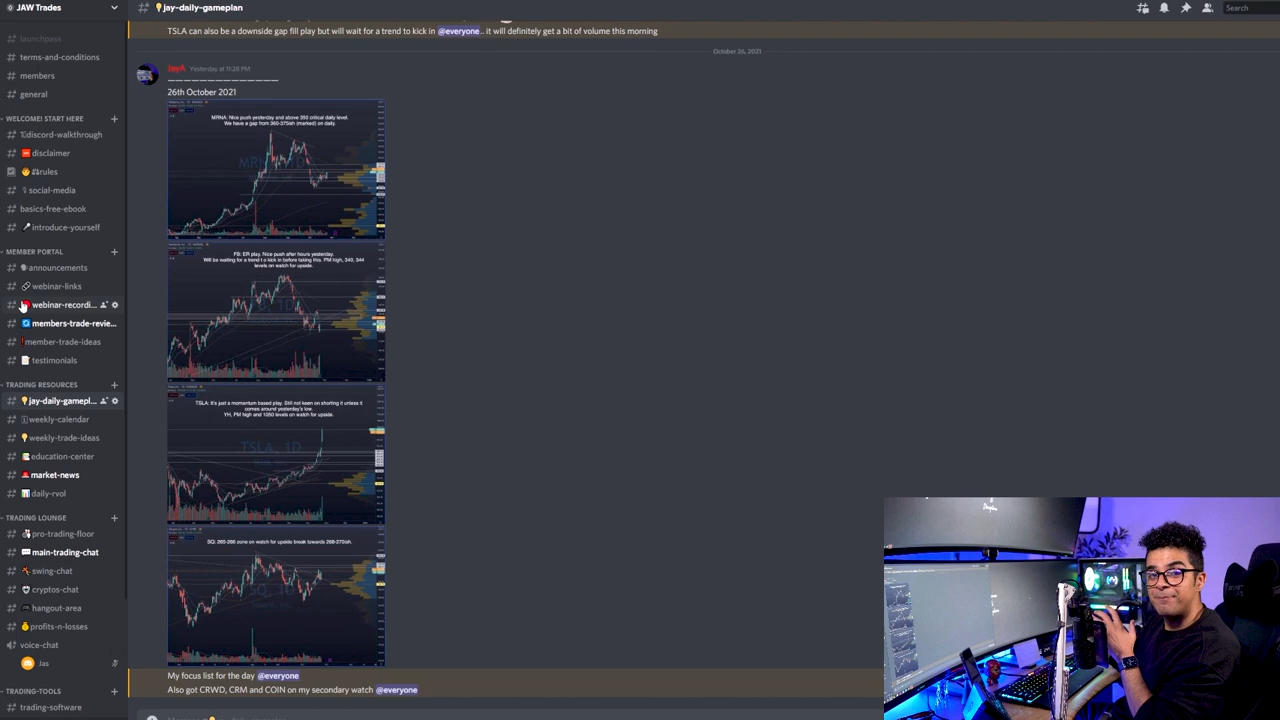 JAW Trades
jay-daily-gameplan
Search
launchpass
terms-and-conditions
members
general
WELCOME! START HERE
discord-walkthrough
disclaimer
rules
social-media
basics-free-ebook
introduce-yourself
MEMBER PORTAL
announcements
webinar-links
webinar-recordi...
members-trade-revie...
member-trade-ideas
testimonials
TRADING RESOURCES
jay-daily-gamepl...
weekly-calendar
weekly-trade-ideas
education-center
market-news
daily-rvol
TRADING LOUNGE
pro-trading-floor
main-trading-chat
swing-chat
cryptos-chat
hangout-area
profits-n-losses
voice-chat
Jas
TRADING-TOOLS
trading-software
TSLA can also be a downside gap fill play but will wait for a trend to kick in @everyone.. it will definitely get a bit of volume this morning
October 26, 2021
JayA Yesterday at 11:28 PM
26th October 2021
MRNA: Nice push yesterday and above 350 critical daily level.
We have a gap from 360-375ish (marked) on daily.
FB: ER play. Nice push after hours yesterday.
Will be waiting for a trend to kick in before taking this. PM high, 340, 344
levels on watch for upside.
TSLA: It's just a momentum based play. Still not keen on shorting it unless it
comes around yesterday's low.
YH, PM high and 1050 levels on watch for upside.
TSLA, 1D
SQ: 265-266 zone on watch for upside break towards 268-270ish.
SQ, 1D
My focus list for the day @everyone
Also got CRWD, CRM and COIN on my secondary watch @everyone